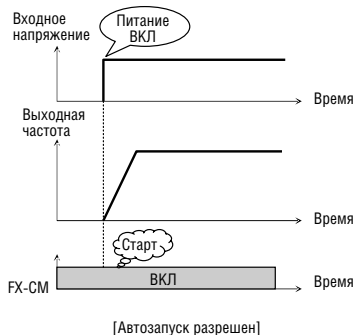 Входное
напряжение
Питание
ВКЛ
Время
Выходная
частота
Время
Старт
FX-CM
ВКЛ
Время
[Автозапуск разрешен]